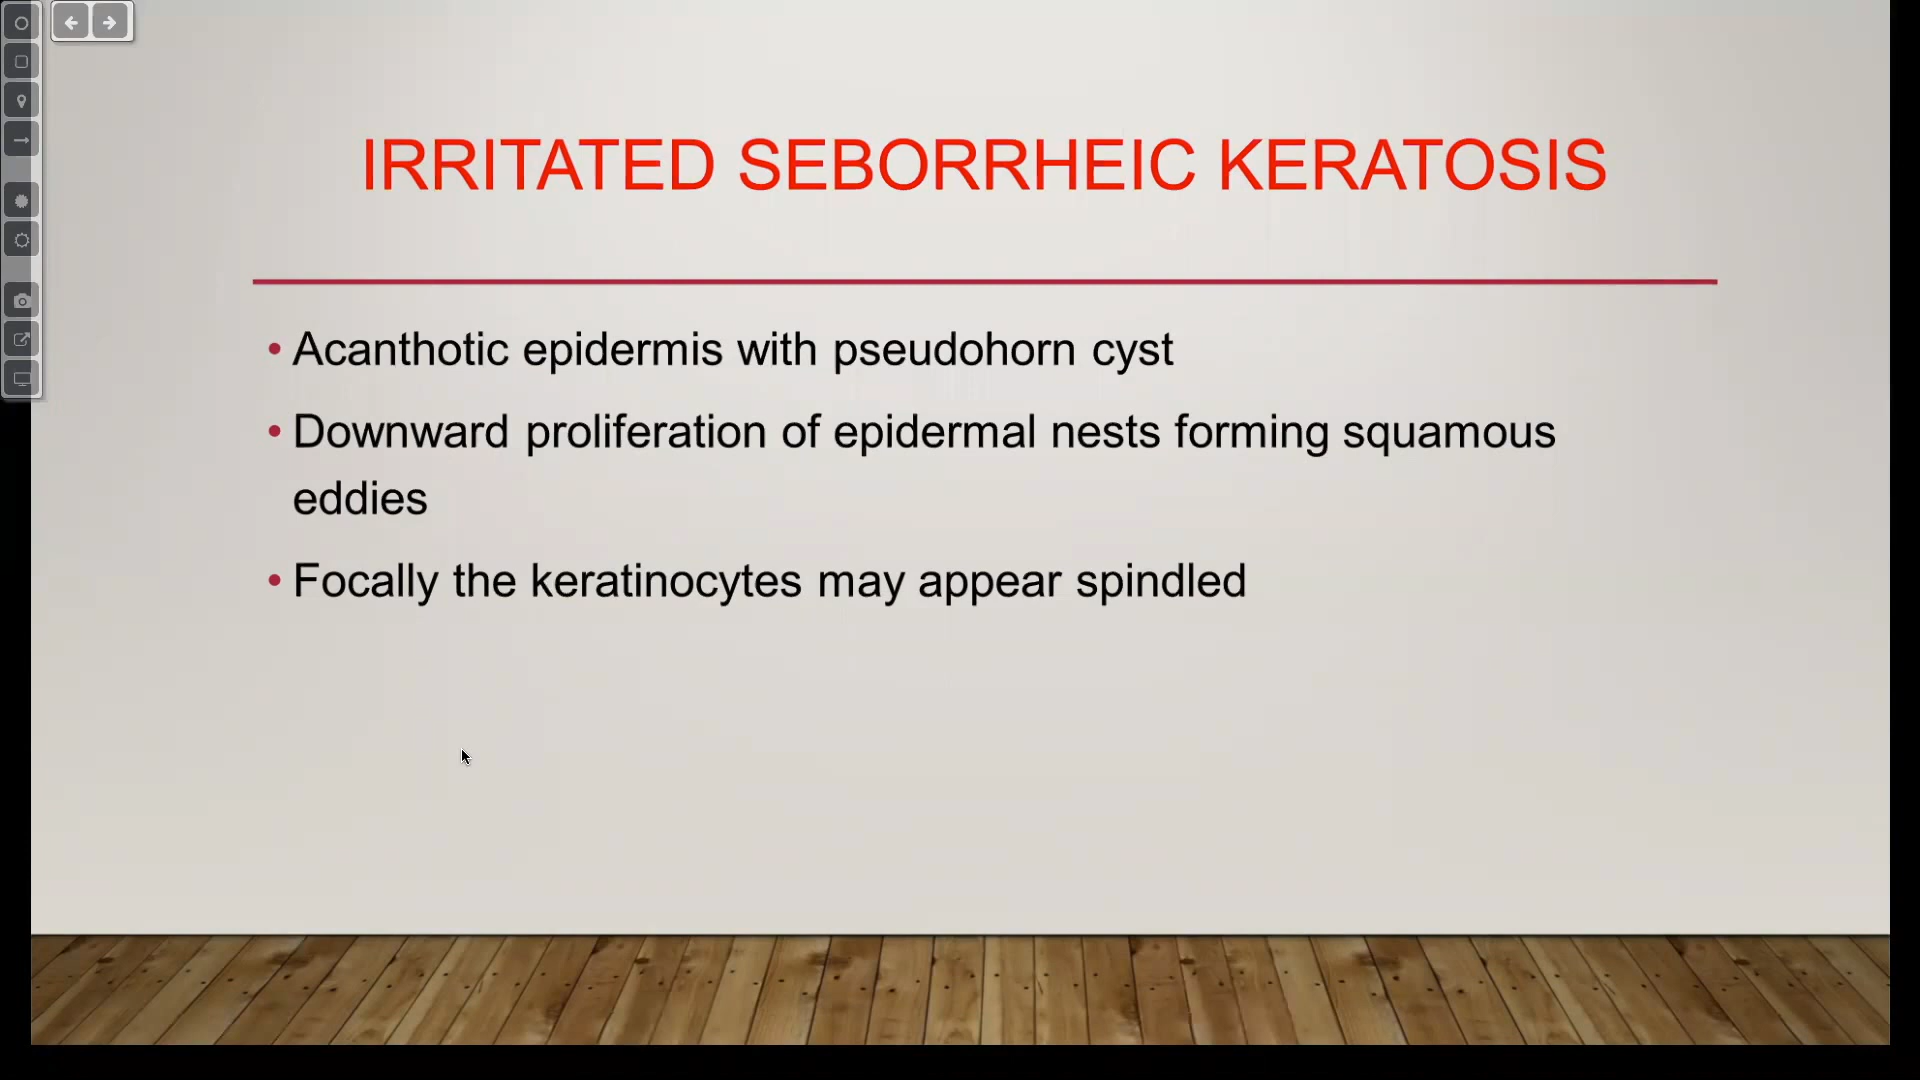 IRRITATED SEBORRHEIC KERATOSIS
• Acanthotic epidermis with pseudohorn cyst
• Downward proliferation of epidermal nests forming squamous
eddies
• Focally the keratinocytes may appear spindled